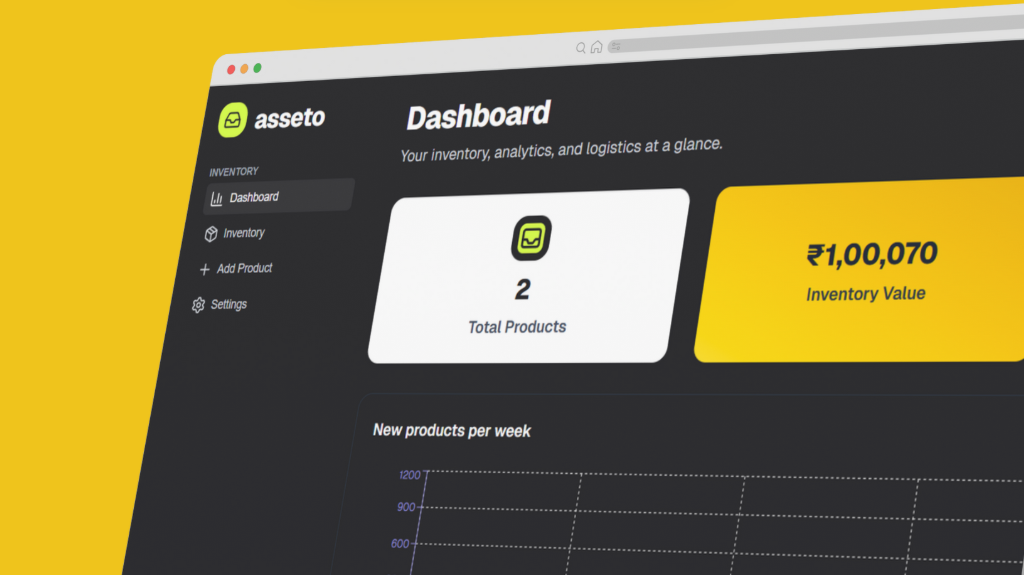 asseto
INVENTORY
Dashboard
Inventory
Add Product
Settings
Dashboard
Your inventory, analytics, and logistics at a glance.
2
Total Products
₹1,00,070
Inventory Value
New products per week
1200
900
600